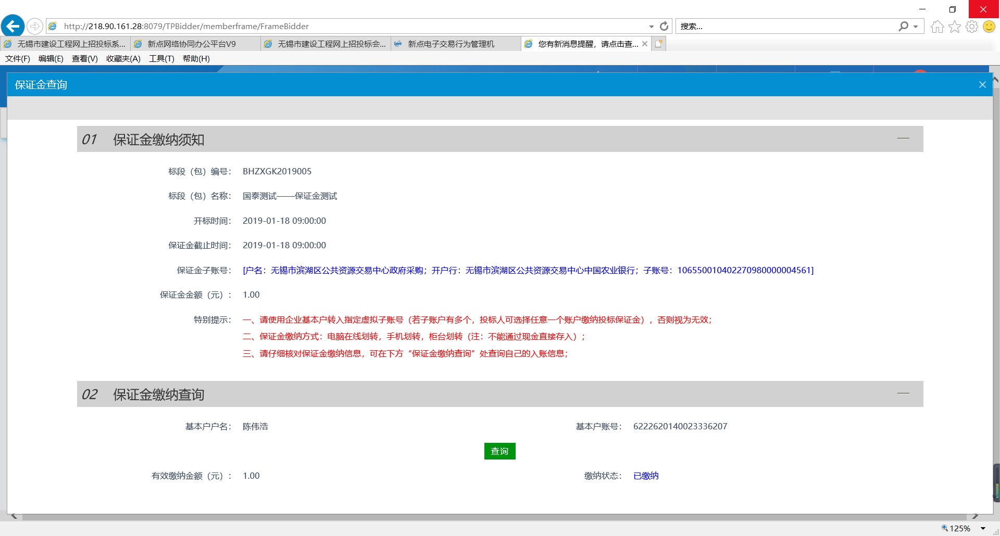 http://218.90.161.28:8079/TPBidder/memberframe/FrameBidder
搜索...
无锡市建设工程网上招投标系...
新点网络协同办公平台V9
无锡市建设工程网上招投标会...
新点电子交易行为管理机
您有新消息提醒，请点击查...
文件(F) 编辑(E) 查看(V) 收藏夹(A) 工具(T) 帮助(H)
保证金查询
01 保证金缴纳须知
标段（包）编号： BHZXGK2019005
标段（包）名称： 国泰测试——保证金测试
开标时间： 2019-01-18 09:00:00
保证金截止时间： 2019-01-18 09:00:00
保证金子账号： [户名：无锡市滨湖区公共资源交易中心政府采购；开户行：无锡市滨湖区公共资源交易中心中国农业银行；子账号：106550010402270980000004561]
保证金金额（元）： 1.00
特别提示： 一、请使用企业基本户转入指定虚拟子账号（若子账户有多个，投标人可选择任意一个账户缴纳投标保证金），否则视为无效；
二、保证金缴纳方式：电脑在线划转，手机划转，柜台划转（注：不能通过现金直接存入）；
三、请仔细核对保证金缴纳信息，可在下方“保证金缴纳查询”处查询自己的入账信息；
02 保证金缴纳查询
基本户户名： 陈伟浩 基本户账号： 6222620140023336207
查询
有效缴纳金额（元）： 1.00 缴纳状态： 已缴纳
125%